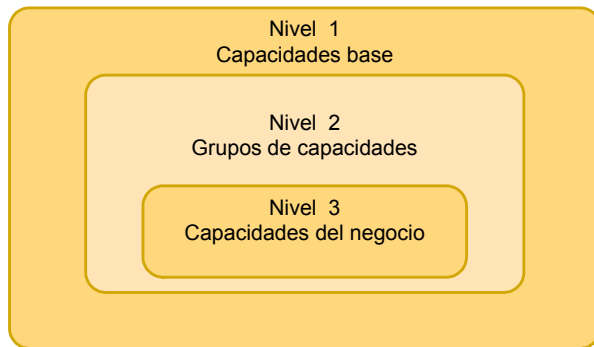 Nivel 1
Capacidades base
Nivel 2
Grupos de capacidades
Nivel 3
Capacidades del negocio